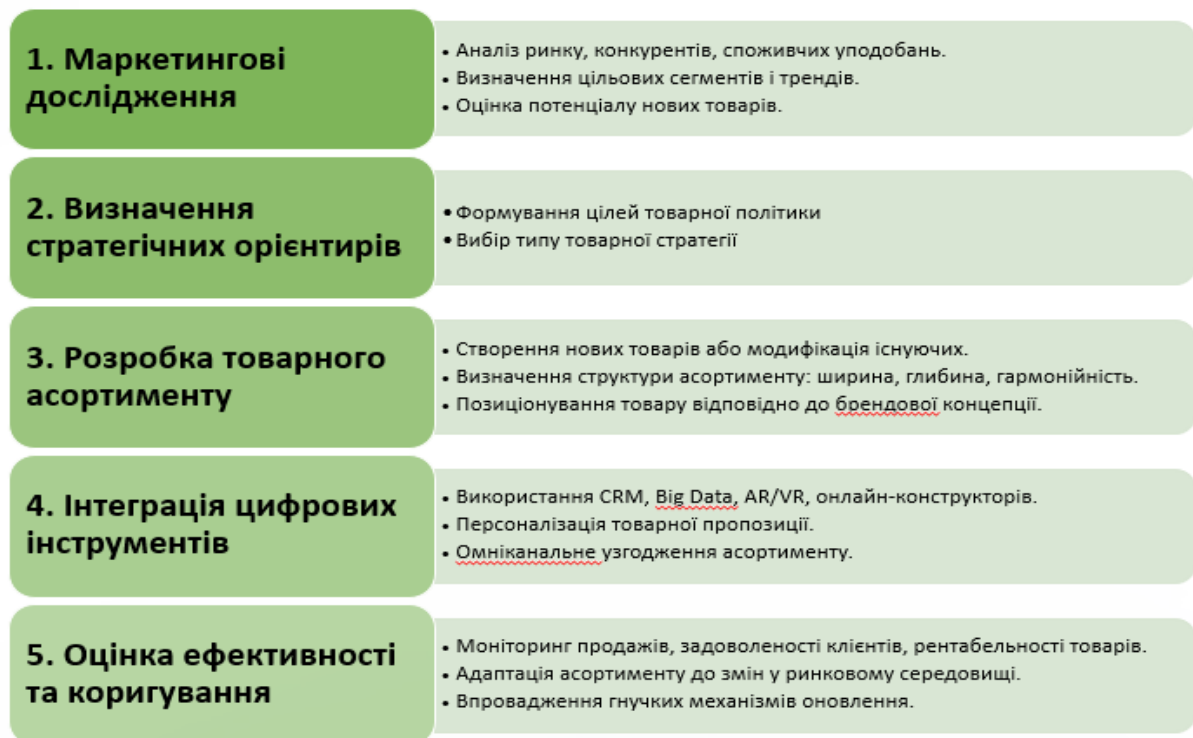 1. Маркетингові
дослідження
• Аналіз ринку, конкурентів, споживчих уподобань.
• Визначення цільових сегментів і трендів.
• Оцінка потенціалу нових товарів.
2. Визначення
стратегічних орієнтирів
• Формування цілей товарної політики
• Вибір типу товарної стратегії
3. Розробка товарного
асортименту
• Створення нових товарів або модифікація існуючих.
• Визначення структури асортименту: ширина, глибина, гармонійність.
• Позиціонування товару відповідно до брендової концепції.
4. Інтеграція цифрових
інструментів
• Використання CRM, Big Data, AR/VR, онлайн-конструкторів.
• Персоналізація товарної пропозиції.
• Омніканальне узгодження асортименту.
5. Оцінка ефективності
та коригування
• Моніторинг продажів, задоволеності клієнтів, рентабельності товарів.
• Адаптація асортименту до змін у ринковому середовищі.
• Впровадження гнучких механізмів оновлення.